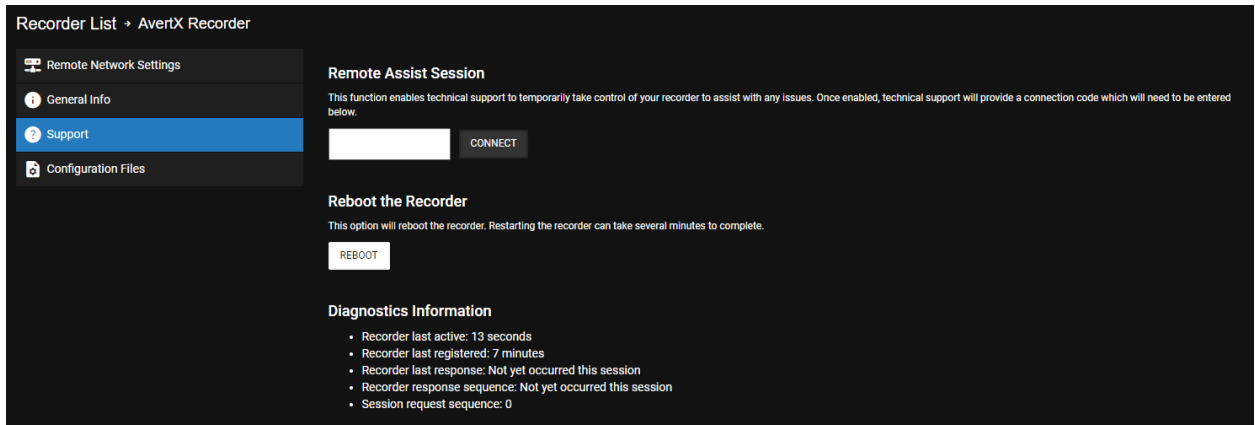 Recorder List → AvertX Recorder
Remote Network Settings
General Info
Support
Configuration Files
Remote Assist Session
This function enables technical support to temporarily take control of your recorder to assist with any issues. Once enabled, technical support will provide a connection code which will need to be entered
below.
CONNECT
Reboot the Recorder
This option will reboot the recorder. Restarting the recorder can take several minutes to complete.
REBOOT
Diagnostics Information
• Recorder last active: 13 seconds
• Recorder last registered: 7 minutes
• Recorder last response: Not yet occurred this session
• Recorder response sequence: Not yet occurred this session
• Session request sequence: 0